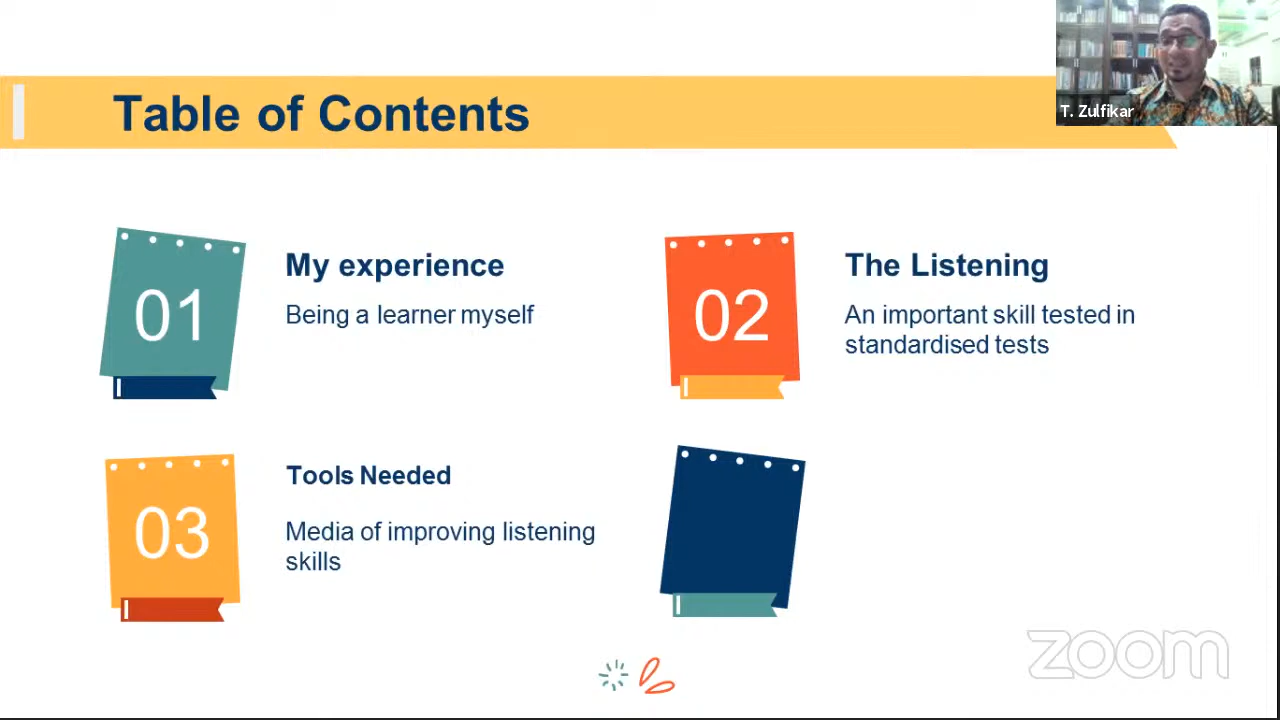 Table of Contents
T. Zulfikar
01
My experience
Being a learner myself
02
The Listening
An important skill tested in
standardised tests
03
Tools Needed
Media of improving listening
skills
zoom